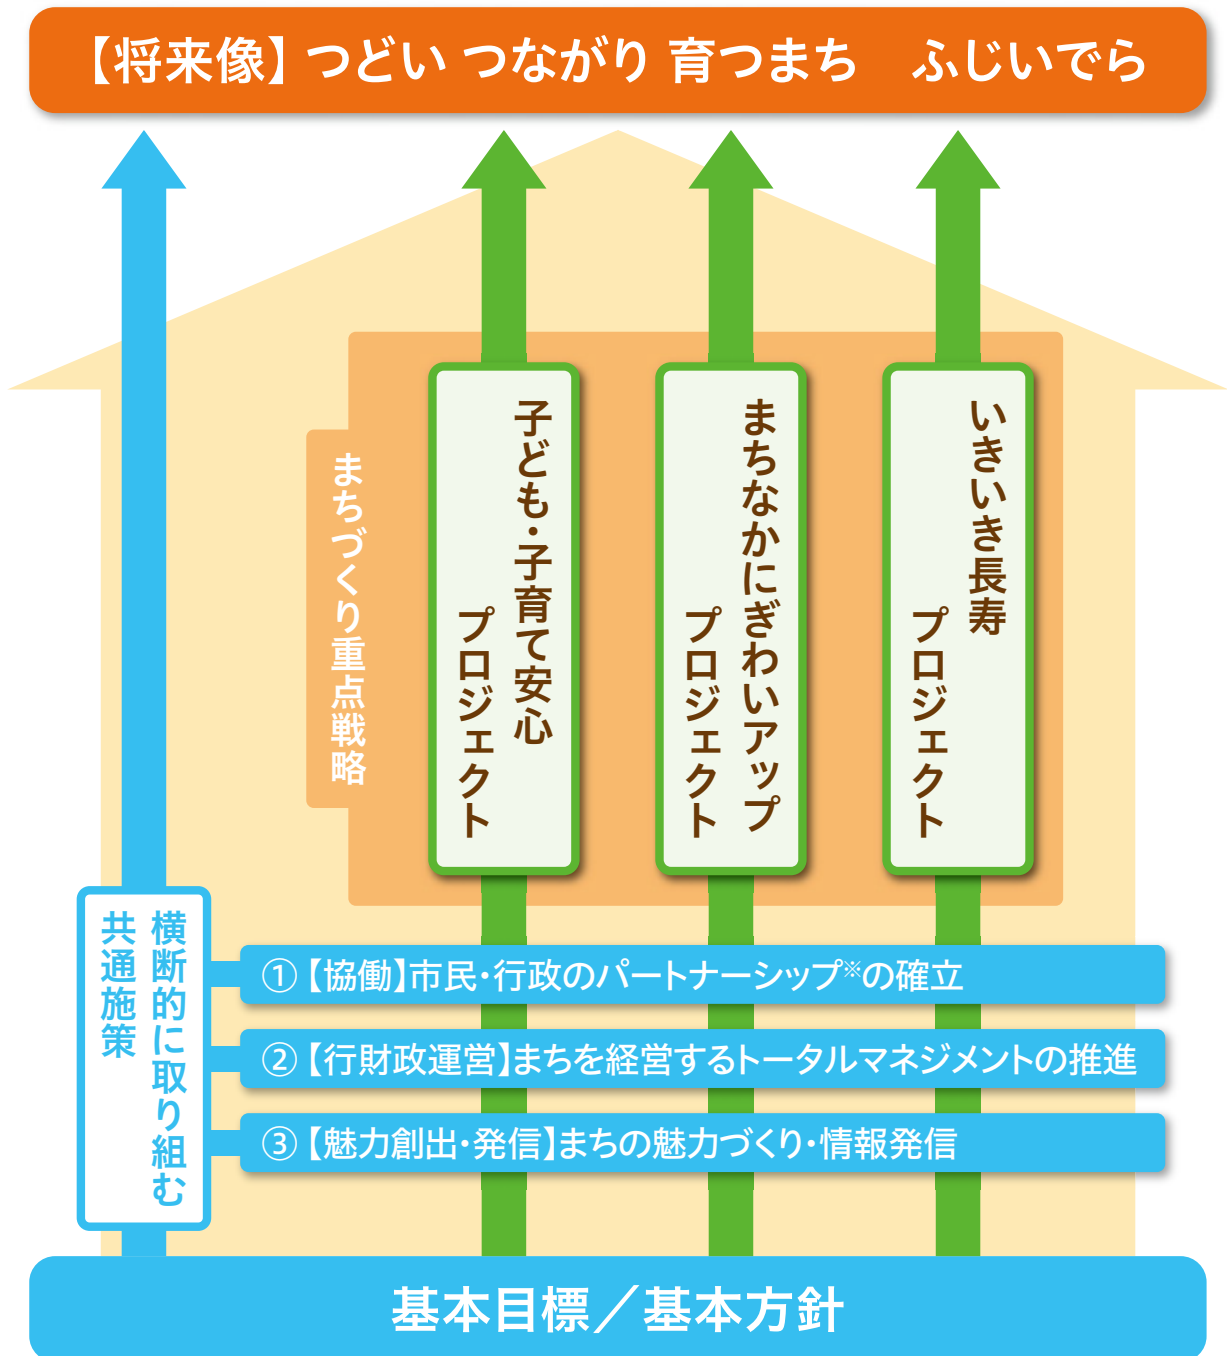 【将来像】つどい つながり 育つまち　ふじいでら
まちづくり重点戦略
子ども・子育て安心
プロジェクト
まちなかにぎわいアップ
プロジェクト
いきいき長寿
プロジェクト
横断的に取り組む
共通施策
①【協働】市民・行政のパートナーシップ※の確立
②【行財政運営】まちを経営するトータルマネジメントの推進
③【魅力創出・発信】まちの魅力づくり・情報発信
基本目標／基本方針